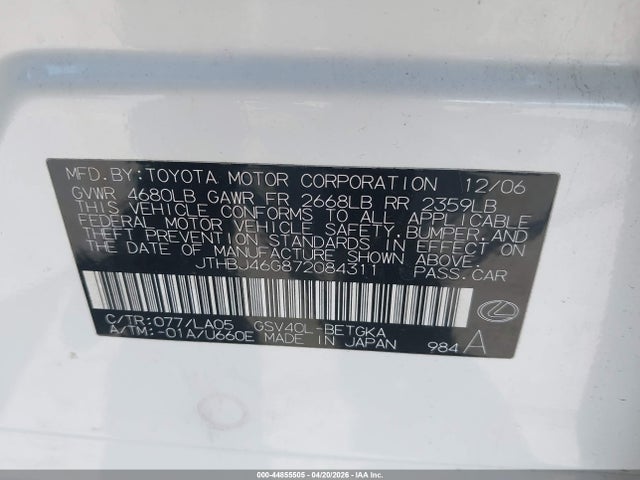 MFD.BY:TOYOTA MOTOR CORPORATION 12/06
GVWR 4680LB GAWR FR 2668LB RR 2359LB
THIS VEHICLE CONFORMS TO ALL APPLICABLE
FEDERAL MOTOR VEHICLE SAFETY,BUMPER,AND
THEFT PREVENTION STANDARDS IN EFFECT ON
THE DATE OF MANUFACTURE SHOWN ABOVE.
JTHBJ46G872084311 PASS.CAR
C/TR:077/LA05 GSV40L-BETGKA
A/TM:-01A/U660E MADE IN JAPAN 984 A
000-44855505 | 04/20/2026 | IAA Inc.